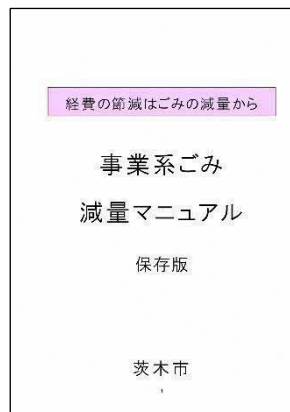 経費の節減はごみの減量から
事業系ごみ
減量マニュアル
保存版
茨木市